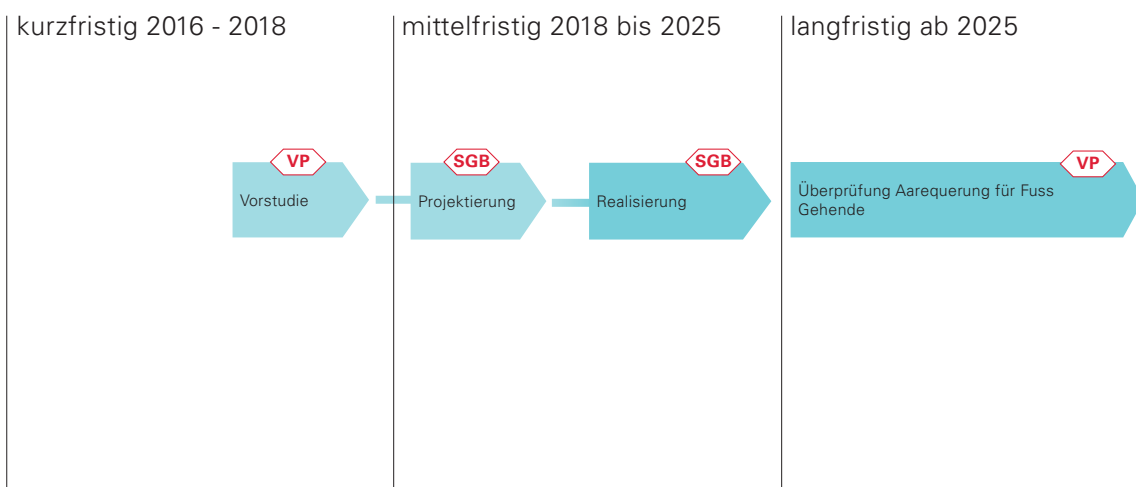 kurzfristig 2016 - 2018
mittelfristig 2018 bis 2025
langfristig ab 2025
VP
Vorstudie
SGB
Projektierung
SGB
Realisierung
VP
Überprüfung Aarequerung für Fuss
Gehende